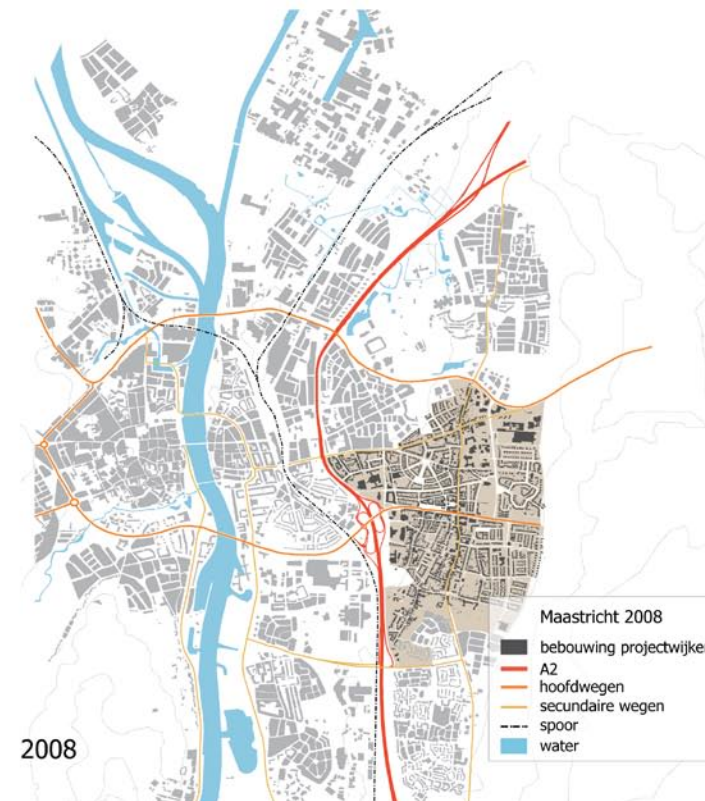 Maastricht 2008
bebouwing projectwijken
A2
hoofdwegen
secundaire wegen
spoor
water
2008